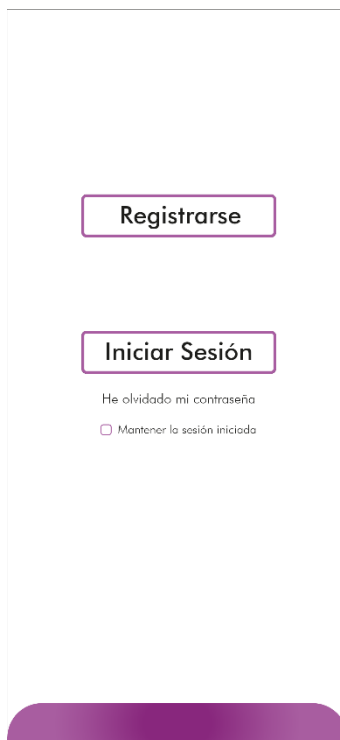 Registrarse
Iniciar Sesión
He olvidado mi contraseña
Mantener la sesión iniciada